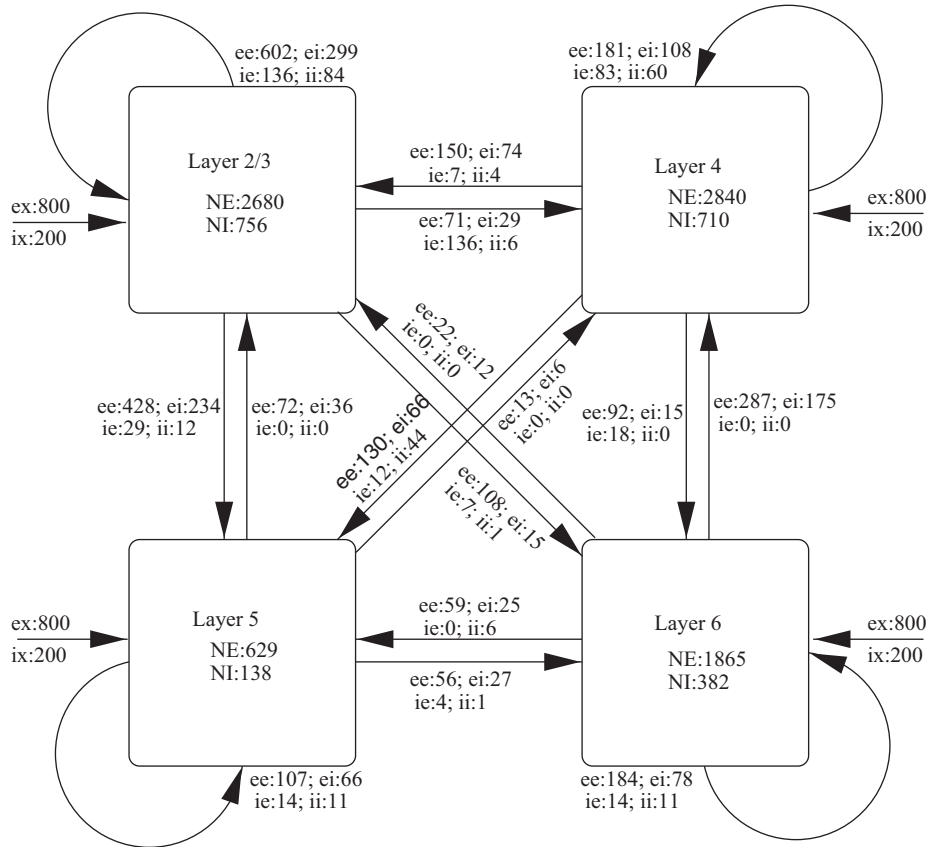 ee:602; ei:299
ie:136; ii:84
ee:181; ei:108
ie:83; ii:60
Layer 2/3
NE:2680
NI:756
ee:150; ei:74
ie:7; ii:4
Layer 4
NE:2840
NI:710
ex:800
ix:200
ex:800
ix:200
ee:71; ei:29
ie:136; ii:6
ee:22; ei:12
ie:0; ii:0
ee:13; ei:6
ie:0; ii:0
ee:428; ei:234
ie:29; ii:12
ee:72; ei:36
ie:0; ii:0
ee:130; ei:66
ie:12; ii:44
ee:108; ei:15
ie:7; ii:1
ee:92; ei:15
ie:18; ii:0
ee:287; ei:175
ie:0; ii:0
ex:800
ix:200
Layer 5
NE:629
NI:138
ee:59; ei:25
ie:0; ii:6
ee:56; ei:27
ie:4; ii:1
Layer 6
NE:1865
NI:382
ex:800
ix:200
ee:107; ei:66
ie:14; ii:11
ee:184; ei:78
ie:14; ii:11